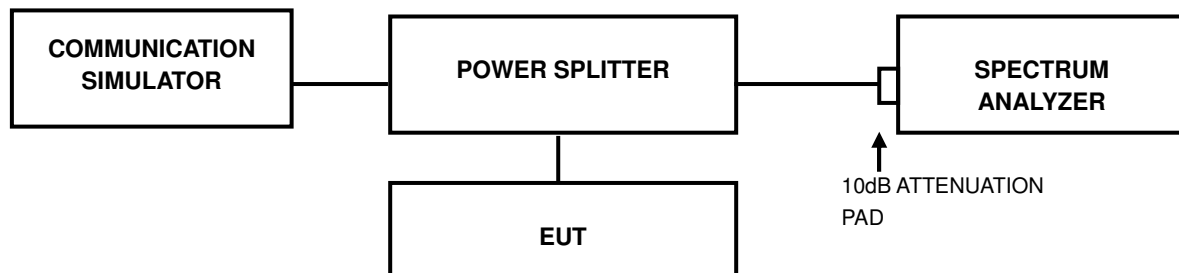 COMMUNICATION
SIMULATOR
POWER SPLITTER
SPECTRUM
ANALYZER
10dB ATTENUATION
PAD
EUT